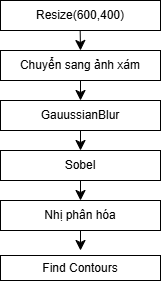 Resize(600,400)
Chuyển sang ảnh xám
GauussianBlur
Sobel
Nhị phân hóa
Find Contours